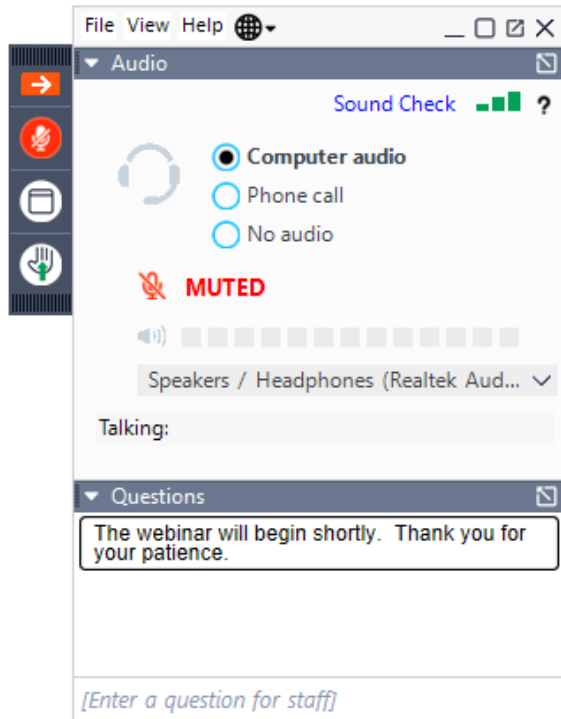 File View Help
Audio
Sound Check ?
Computer audio
Phone call
No audio
MUTED
Speakers / Headphones (Realtek Aud...
Talking:
Questions
The webinar will begin shortly. Thank you for
your patience.
[Enter a question for staff]